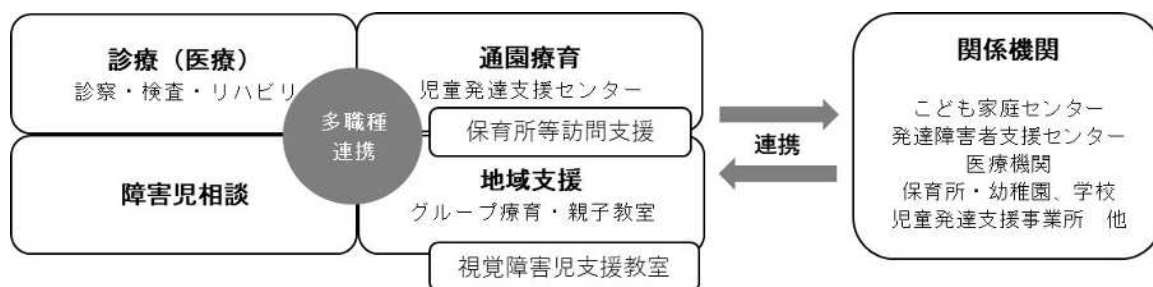 診療（医療）
診察・検査・リハビリ
通園療育
児童発達支援センター
保育所等訪問支援
多職種
連携
障害児相談
地域支援
グループ療育・親子教室
視覚障害児支援教室
連携
関係機関
こども家庭センター
発達障害者支援センター
医療機関
保育所・幼稚園、学校
児童発達支援事業所　他